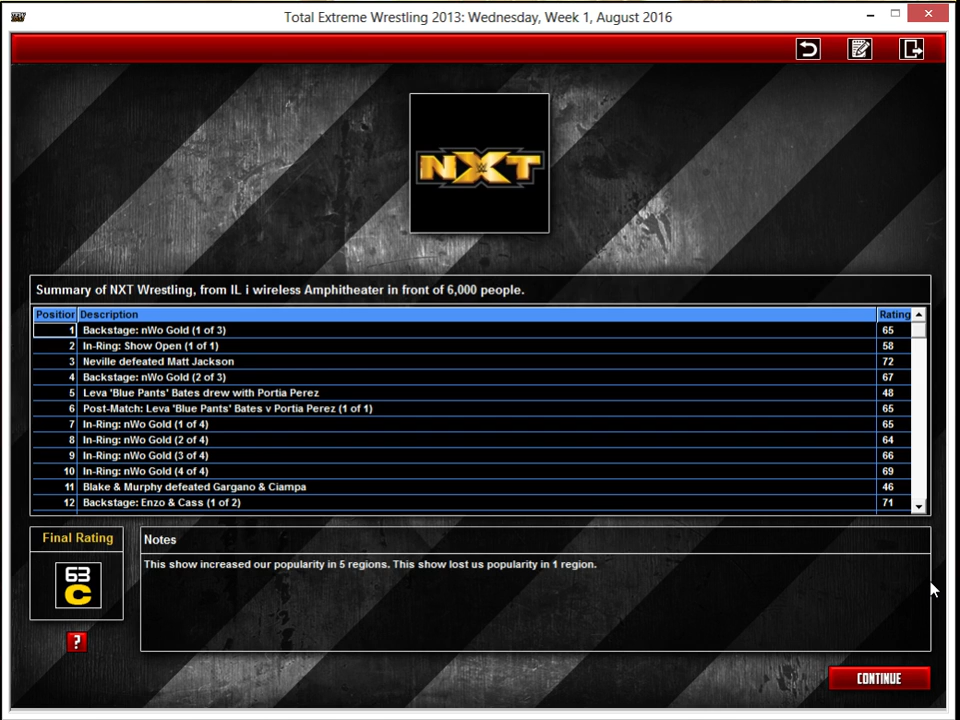 Total Extreme Wrestling 2013: Wednesday, Week 1, August 2016
NXT
Summary of NXT Wrestling, from IL i wireless Amphitheater in front of 6,000 people.
Position Description Rating
1 Backstage: nWo Gold (1 of 3) 65
2 In-Ring: Show Open (1 of 1) 58
3 Neville defeated Matt Jackson 72
4 Backstage: nWo Gold (2 of 3) 67
5 Leva 'Blue Pants' Bates drew with Portia Perez 48
6 Post-Match: Leva 'Blue Pants' Bates v Portia Perez (1 of 1) 65
7 In-Ring: nWo Gold (1 of 4) 65
8 In-Ring: nWo Gold (2 of 4) 64
9 In-Ring: nWo Gold (3 of 4) 66
10 In-Ring: nWo Gold (4 of 4) 69
11 Blake & Murphy defeated Gargano & Ciampa 46
12 Backstage: Enzo & Cass (1 of 2) 71
Final Rating
63
C
?
Notes
This show increased our popularity in 5 regions. This show lost us popularity in 1 region.
CONTINUE